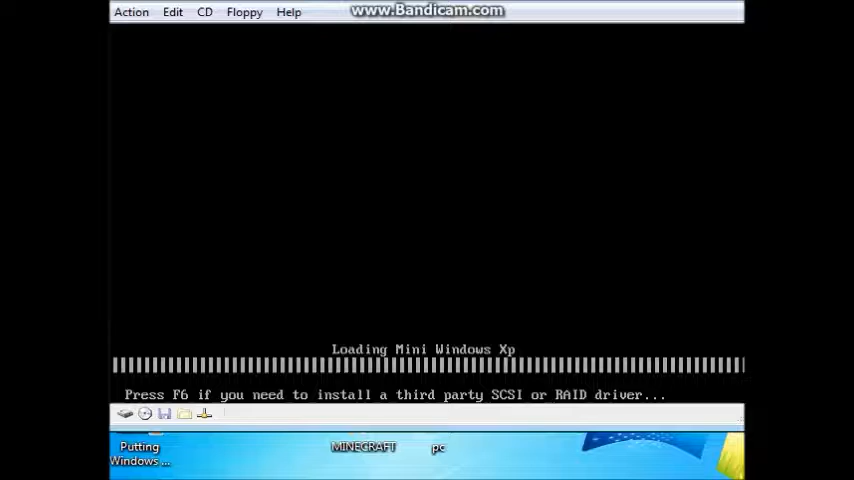 Action Edit CD Floppy Help
www.Bandicam.com
Loading Mini Windows Xp
Press F6 if you need to install a third party SCSI or RAID driver...
Putting
Windows ...
MINECRAFT
pc